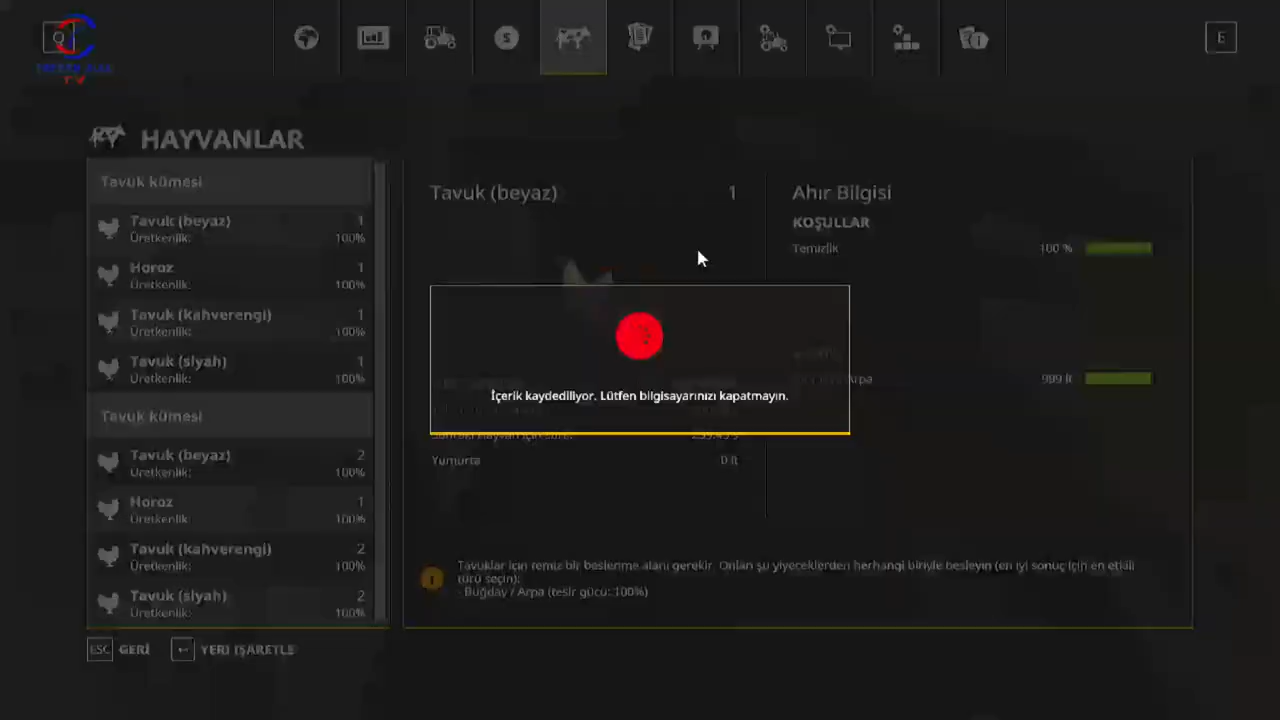 Q
E
HAYVANLAR
Tavuk kümesi
Tavuk (beyaz) 1
Üretkenlik: 100%
Horoz 1
Üretkenlik: 100%
Tavuk (kahverengi) 1
Üretkenlik: 100%
Tavuk (siyah) 1
Üretkenlik: 100%
Tavuk kümesi
Tavuk (beyaz) 2
Üretkenlik: 100%
Horoz 1
Üretkenlik: 100%
Tavuk (kahverengi) 2
Üretkenlik: 100%
Tavuk (siyah) 2
Üretkenlik: 100%
Tavuk (beyaz) 1
Yumurta 0 lt
Ahır Bilgisi
KOŞULLAR
Temizlik 100 %
Arpa 999 lt
İçerik kaydediliyor. Lütfen bilgisayarınızı kapatmayın.
Tavuklar için temiz bir beslenme alanı gerekir. Onları şu yiyeceklerden herhangi biriyle besleyin (en iyi sonuç için en etkili
ürü seçin):
- Buğday / Arpa (tesir gücü: 100%)
ESC GERİ YERİ İŞARETLE